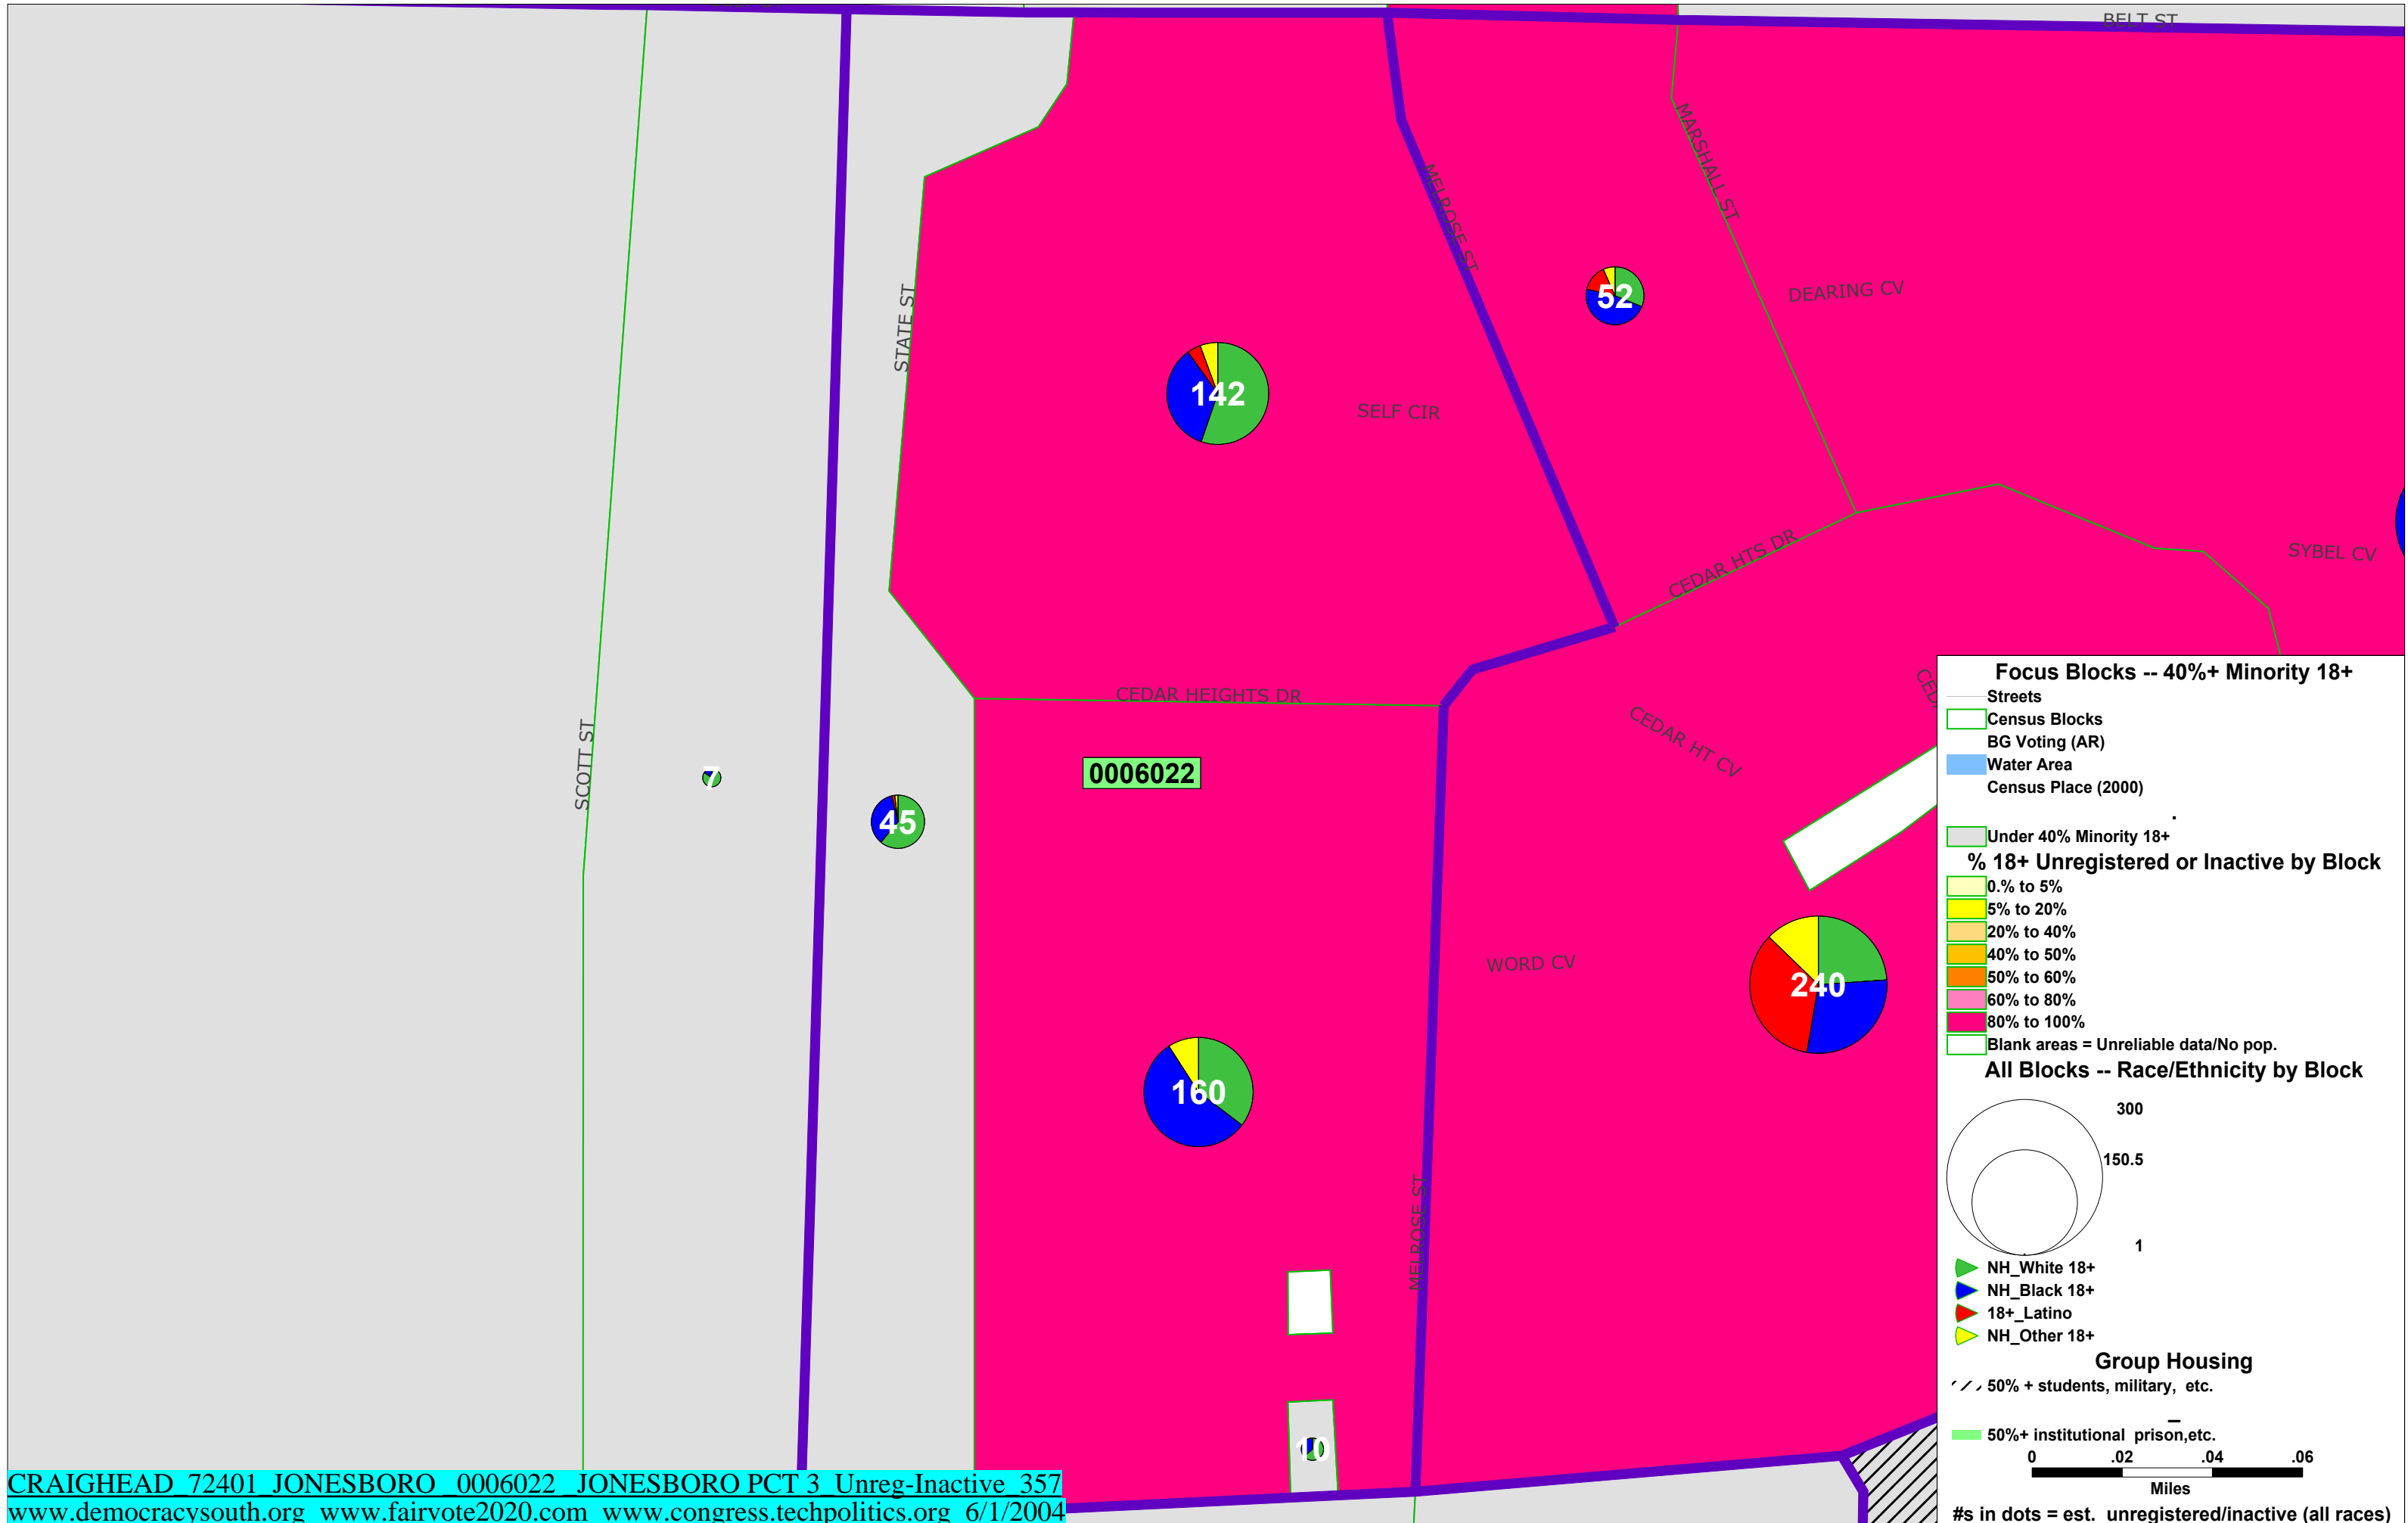 BELT ST
MARSHALL ST
MELROSE ST
DEARING CV
52
STATE ST
142
SELF CIR
CEDAR HTS DR
SYBEL CV
CEDAR HEIGHTS DR
CEDAR HT CV
SCOTT ST
7
0006022
45
WORD CV
240
160
MELROSE ST
10
Focus Blocks -- 40%+ Minority 18+
Streets
Census Blocks
BG Voting (AR)
Water Area
Census Place (2000)
.
Under 40% Minority 18+
% 18+ Unregistered or Inactive by Block
0.% to 5%
5% to 20%
20% to 40%
40% to 50%
50% to 60%
60% to 80%
80% to 100%
Blank areas = Unreliable data/No pop.
All Blocks -- Race/Ethnicity by Block
300
150.5
1
NH_White 18+
NH_Black 18+
18+_Latino
NH_Other 18+
Group Housing
50% + students, military, etc.
_
50%+ institutional prison,etc.
0 .02 .04 .06
Miles
#s in dots = est. unregistered/inactive (all races)
CRAIGHEAD_72401_JONESBORO _0006022 _JONESBORO PCT 3_Unreg-Inactive_357
www.democracysouth.org www.fairvote2020.com www.congress.techpolitics.org 6/1/2004